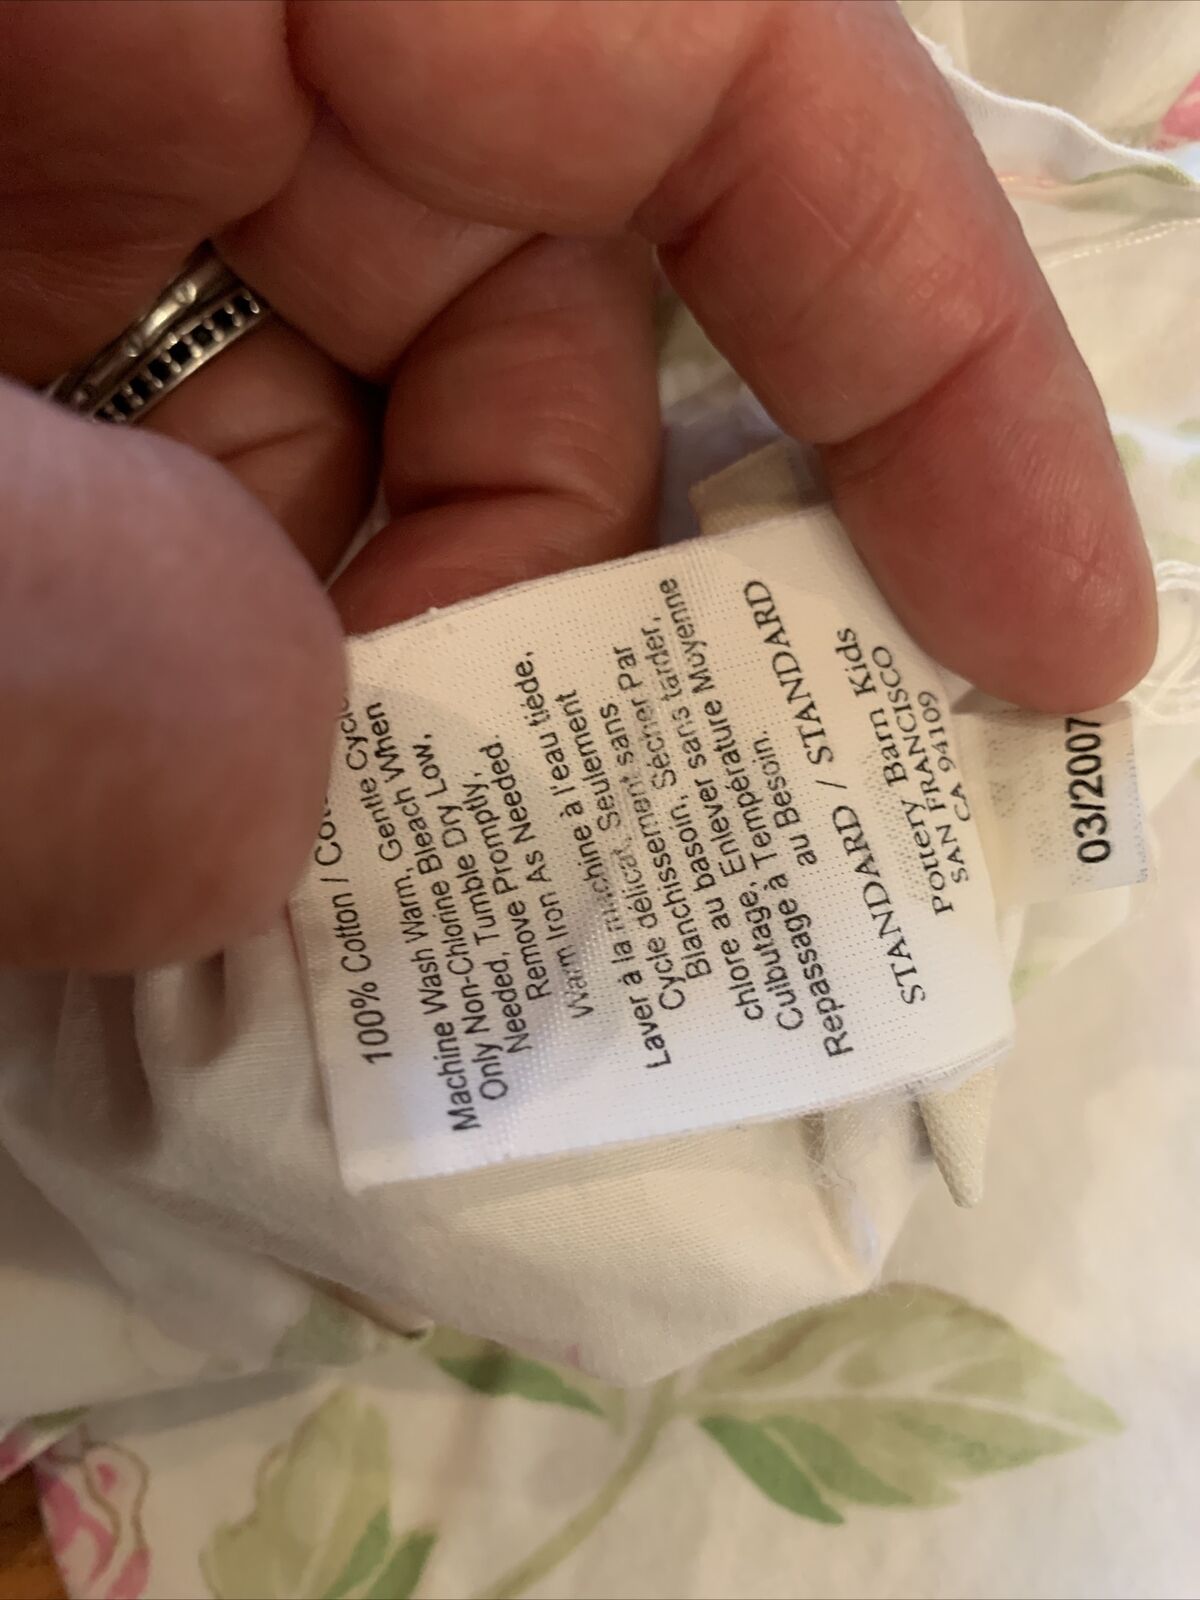 100% Cotton /
Machine Wash Warm, Gentle Cycle
Only Non-Chlorine Bleach When
Needed, Tumble Dry Low,
Remove Promptly,
Warm Iron As Needed.
Laver à la machine à l'eau tiède,
Cycle délicat, Seulement
Blanchissement sans
chlore au basoin, Sécher Par
Culbutage, Enlever sans tarder,
Repassage à Température Moyenne
au Besoin.
STANDARD / STANDARD
STANDARD
Pottery Barn Kids
SAN FRANCISCO
CA 94109
03/2007